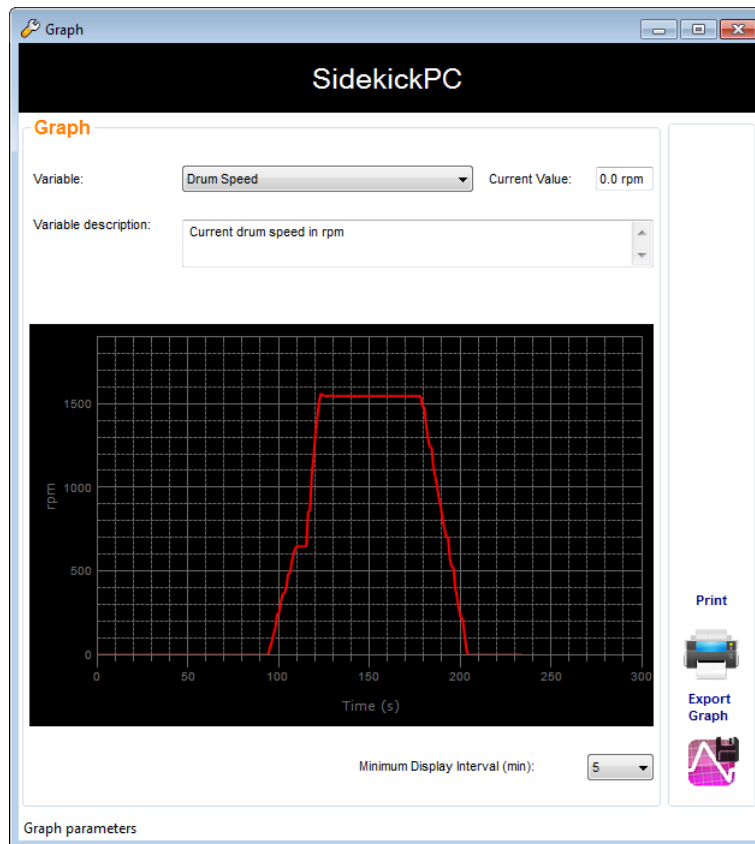 Graph
SidekickPC
Graph
Variable: Drum Speed Current Value: 0.0 rpm
Variable description: Current drum speed in rpm
1500
1000
500
0
rpm
0 50 100 150 200 250 300
Time (s)
Print
Export
Graph
Minimum Display Interval (min): 5
Graph parameters